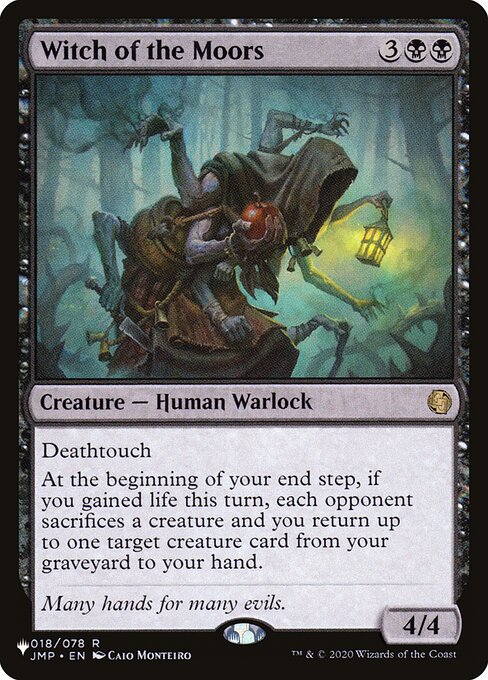 Witch of the Moors 3
Creature — Human Warlock
Deathtouch
At the beginning of your end step, if
you gained life this turn, each opponent
sacrifices a creature and you return up
to one target creature card from your
graveyard to your hand.
Many hands for many evils.
4/4
018/078 R
JMP • EN Caio Monteiro
™ & © 2020 Wizards of the Coast